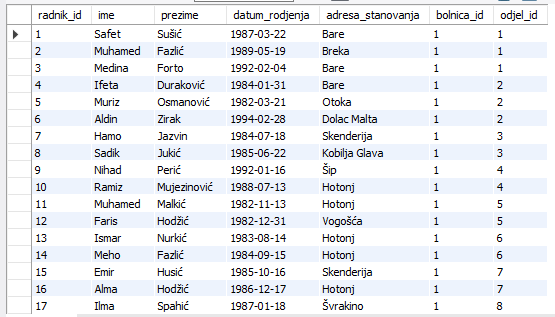 radnik_id ime prezime datum_rodjenja adresa_stanovanja bolnica_id odjel_id
1 Safet Sušić 1987-03-22 Bare 1 1
2 Muhamed Fazlić 1989-05-19 Breka 1 1
3 Medina Forto 1992-02-04 Bare 1 1
4 Ifeta Duraković 1984-01-31 Bare 1 2
5 Muriz Osmanović 1982-03-21 Otoka 1 2
6 Aldin Zirak 1994-02-28 Dolac Malta 1 2
7 Hamo Jazvin 1984-07-18 Skenderija 1 3
8 Sadik Jukić 1985-06-22 Kobilja Glava 1 3
9 Nihad Perić 1992-01-16 Šip 1 4
10 Ramiz Mujezinović 1988-07-13 Hotonj 1 4
11 Muhamed Malkić 1982-11-13 Hotonj 1 5
12 Faris Hodžić 1982-12-31 Vogošća 1 5
13 Ismar Nurkić 1983-08-14 Hotonj 1 6
14 Meho Fazlić 1984-09-15 Hotonj 1 6
15 Emir Husić 1985-10-16 Skenderija 1 7
16 Alma Hodžić 1986-12-17 Hotonj 1 7
17 Ilma Spahić 1987-01-18 Švrakino 1 8